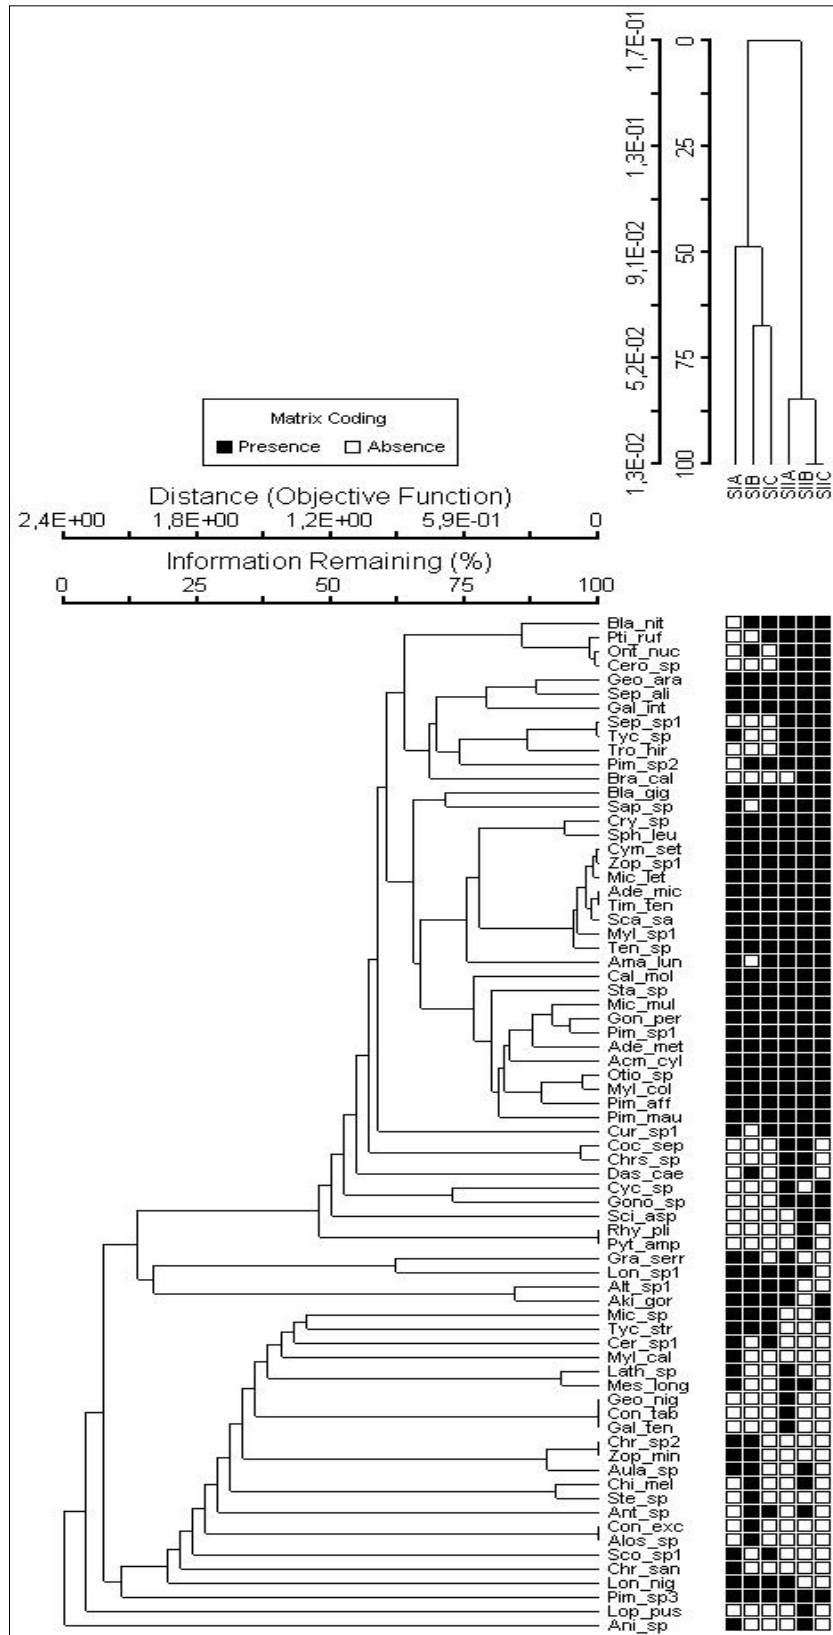 1,7E-01
1,3E-01
9,1E-02
5,2E-02
1,3E-02
0
25
50
75
100
SIA
SIB
SIC
SIIA
SIIB
SIIC
Matrix Coding
Presence Absence
Distance (Objective Function)
2,4E+00 1,8E+00 1,2E+00 5,9E-01 0
Information Remaining (%)
0 25 50 75 100
Bla_nit
Pti_ruf
Ont_nuc
Cero_sp
Geo_ara
Sep_ali
Gal_int
Sep_sp1
Tyc_sp
Tro_hir
Pim_sp2
Bra_cal
Bla_gig
Sap_sp
Cry_sp
Sph_leu
Cym_set
Zop_sp1
Mic_let
Ade_mic
Tim_ten
Sca_sa
Myl_sp1
Ten_sp
Ama_lun
Cal_mol
Sta_sp
Mic_mul
Gon_per
Pim_sp1
Ade_met
Acm_cyl
Otio_sp
Myl_col
Pim_aff
Pim_mau
Cur_sp1
Coc_sep
Chrs_sp
Das_cae
Cyc_sp
Gono_sp
Sci_asp
Rhy_pli
Pyt_amp
Gra_serr
Lon_sp1
Alt_sp1
Aki_gor
Mic_sp
Tyc_str
Cer_sp1
Myl_cal
Lath_sp
Mes_long
Geo_nig
Con_tab
Gal_ten
Chr_sp2
Zop_min
Aula_sp
Chi_mel
Ste_sp
Ant_sp
Con_exc
Alos_sp
Sco_sp1
Chr_san
Lon_nig
Pim_sp3
Lop_pus
Ani_sp